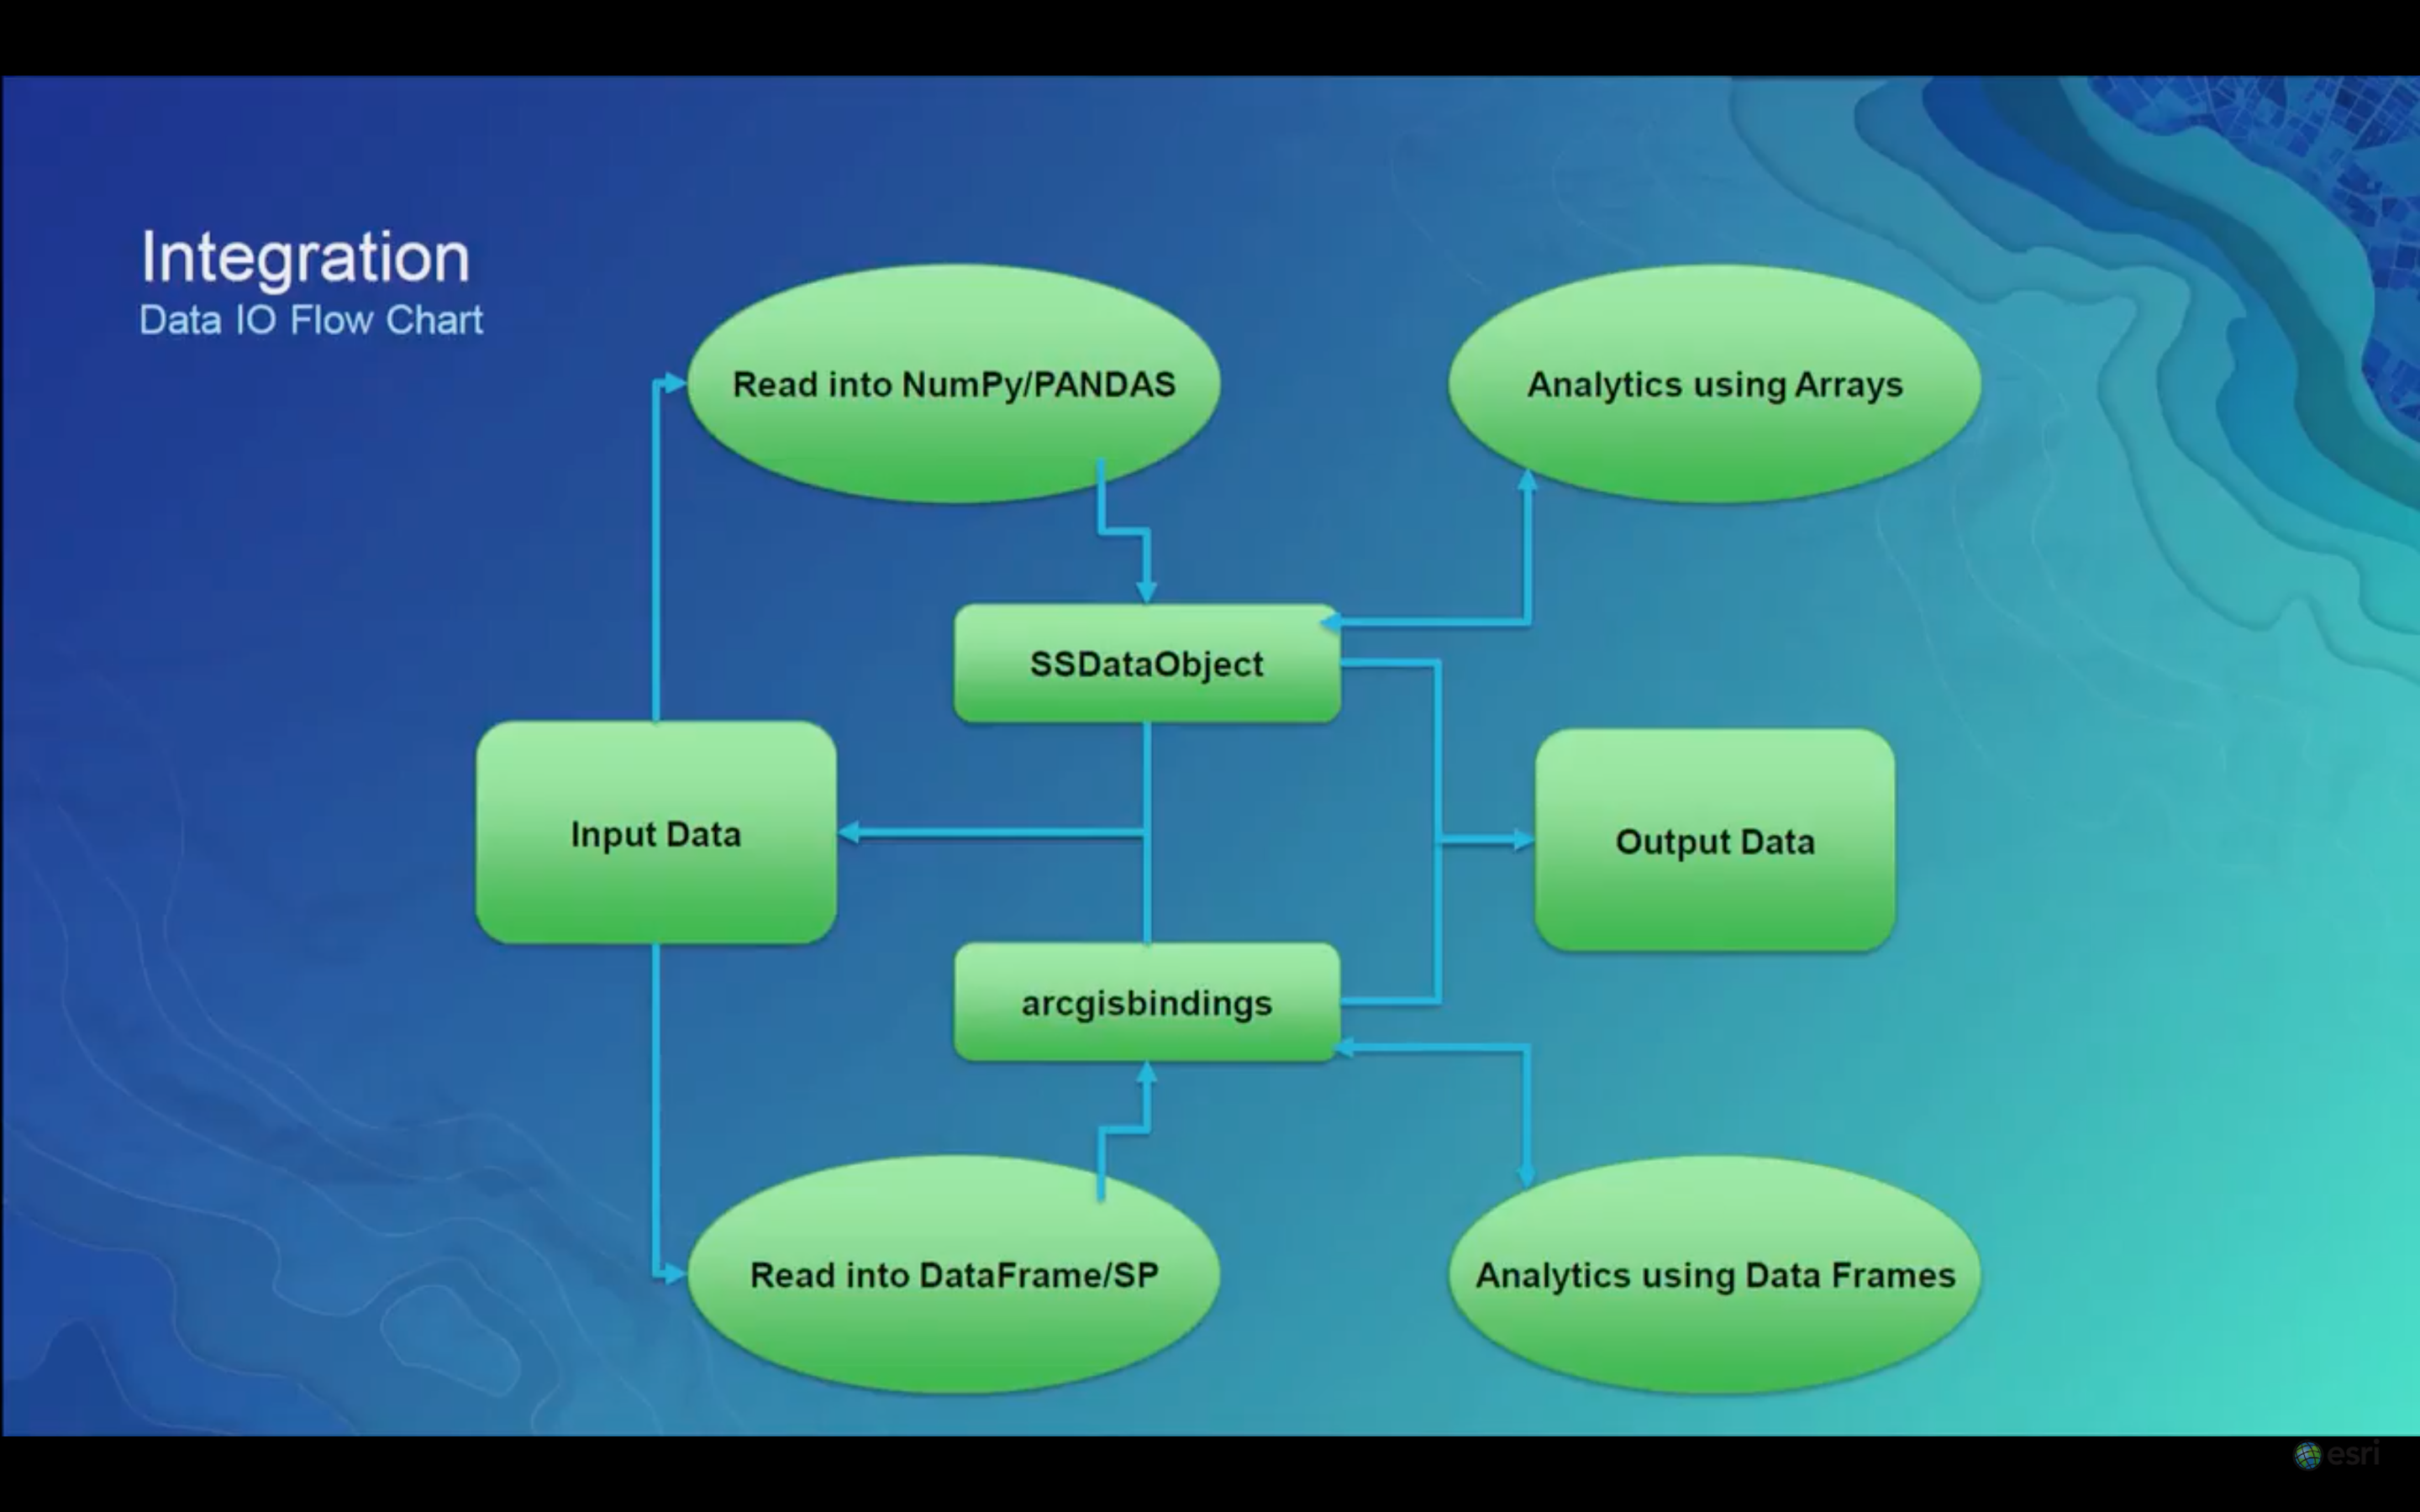 Integration
Data IO Flow Chart
Read into NumPy/PANDAS
Analytics using Arrays
SSDataObject
Input Data
Output Data
arcgisbindings
Read into DataFrame/SP
Analytics using Data Frames
esri